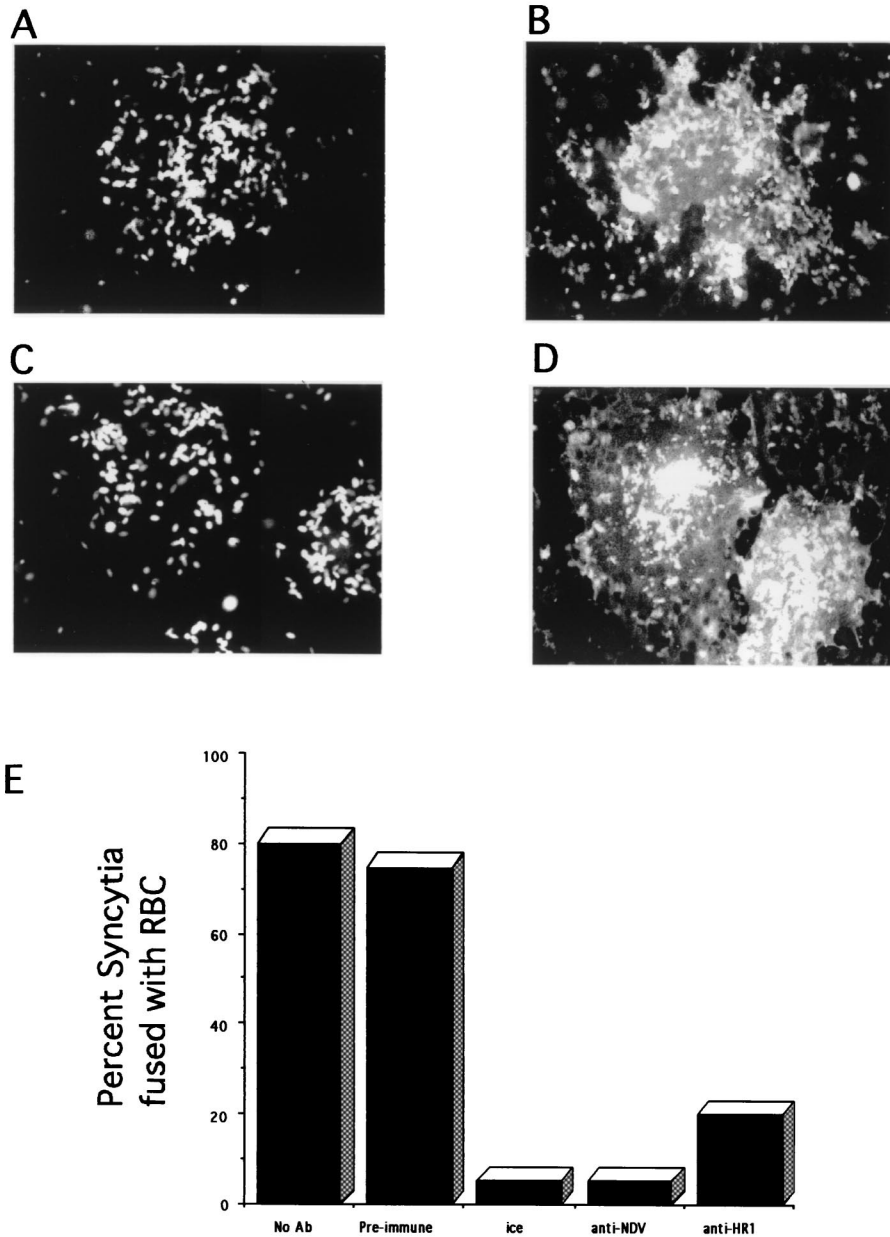 A
B
C
D
E
Percent Syncytia
fused with RBC
100
80
60
40
20
0
No Ab
Pre-immune
ice
anti-NDV
anti-HR1